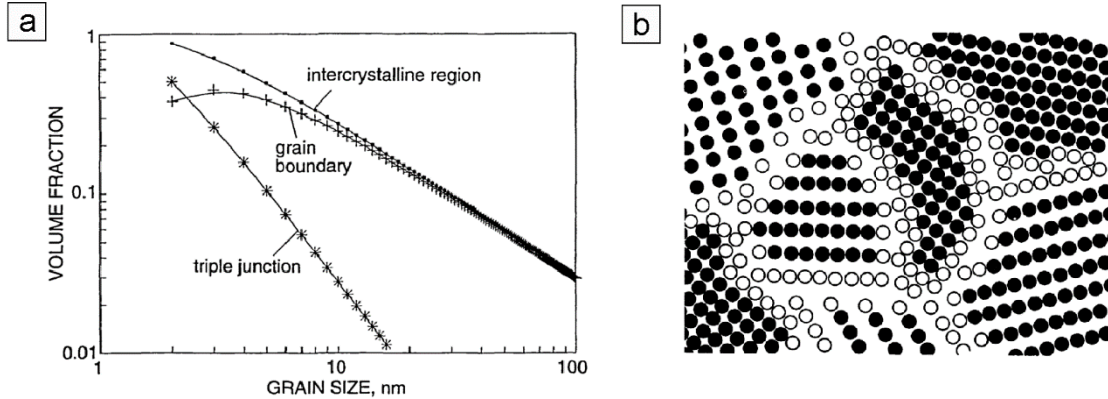 a
b
1
0.1
0.01
VOLUME FRACTION
intercrystalline region
grain
boundary
triple junction
1
10
100
GRAIN SIZE, nm